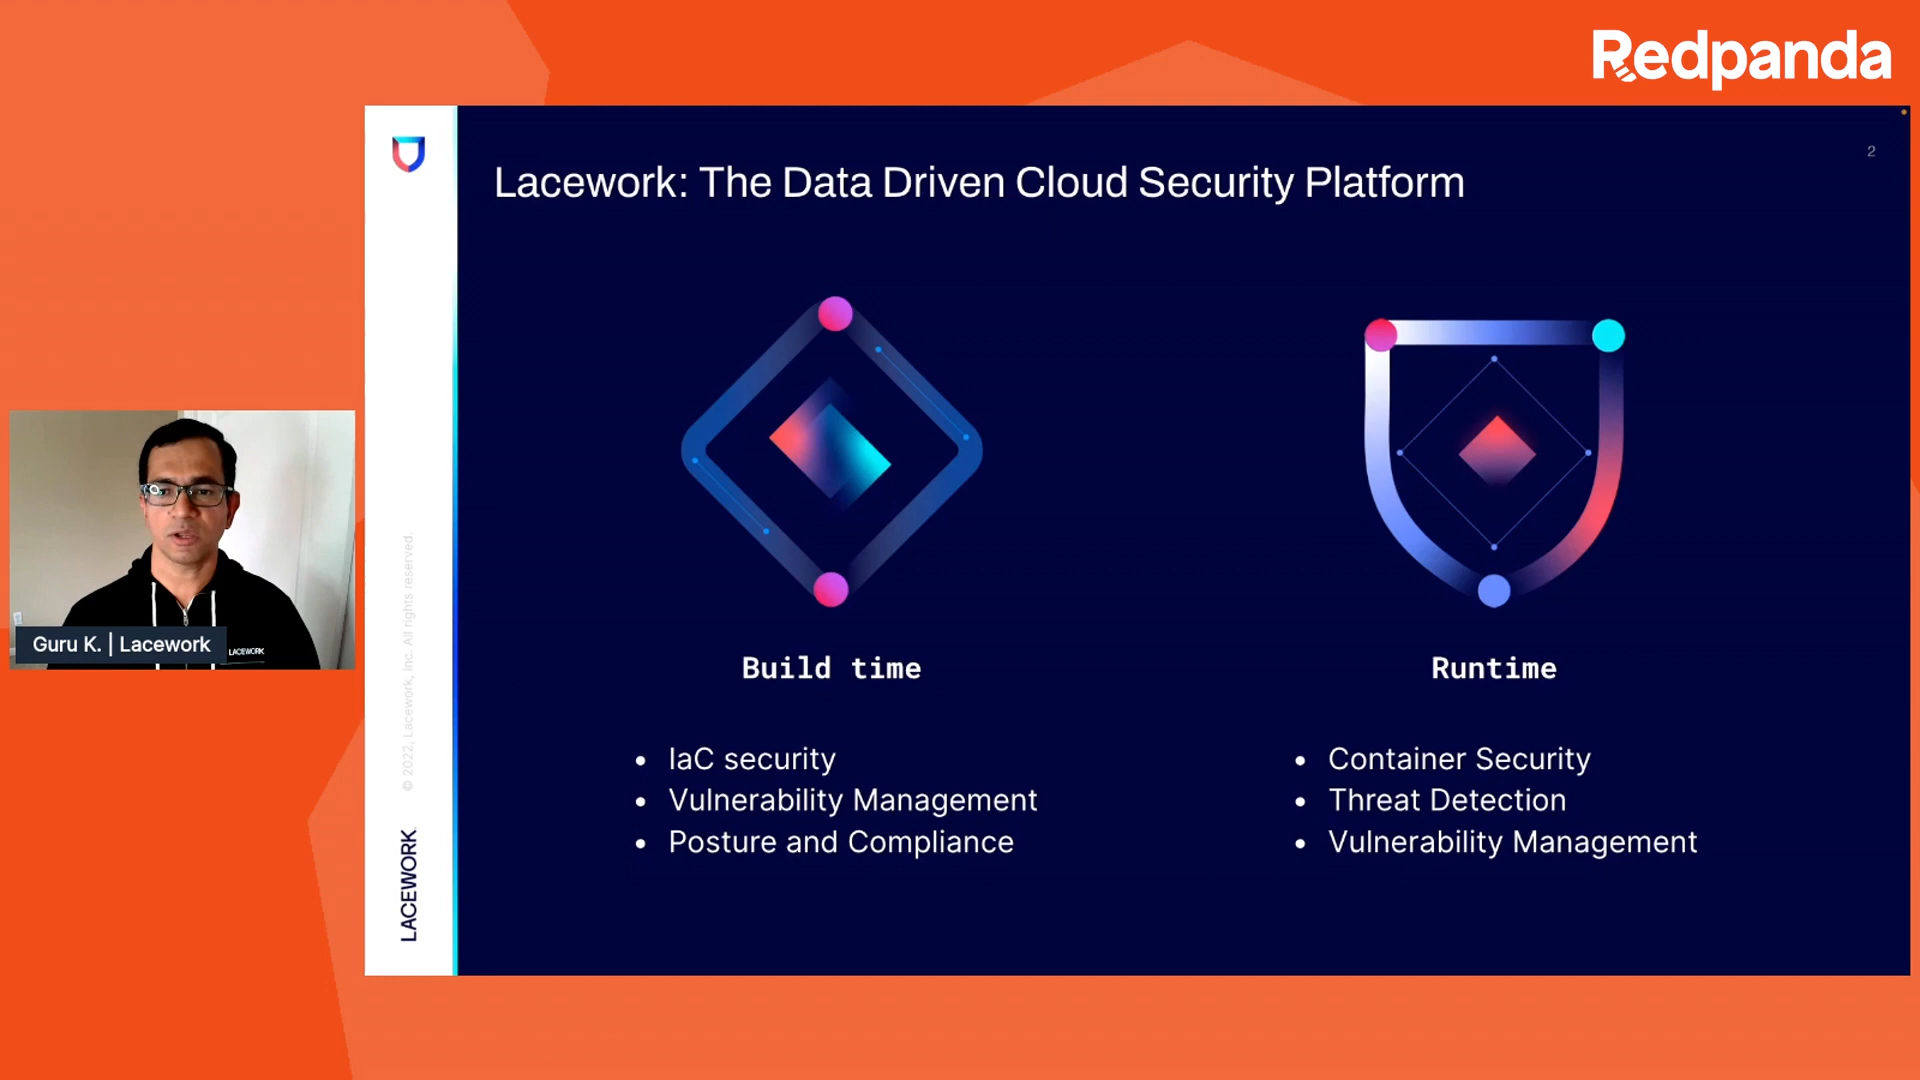 Redpanda
2
Lacework: The Data Driven Cloud Security Platform
Build time
• IaC security
• Vulnerability Management
• Posture and Compliance
Runtime
• Container Security
• Threat Detection
• Vulnerability Management
© 2022, Lacework, Inc. All rights reserved.
LACEWORK
Guru K. | Lacework
LACEWORK